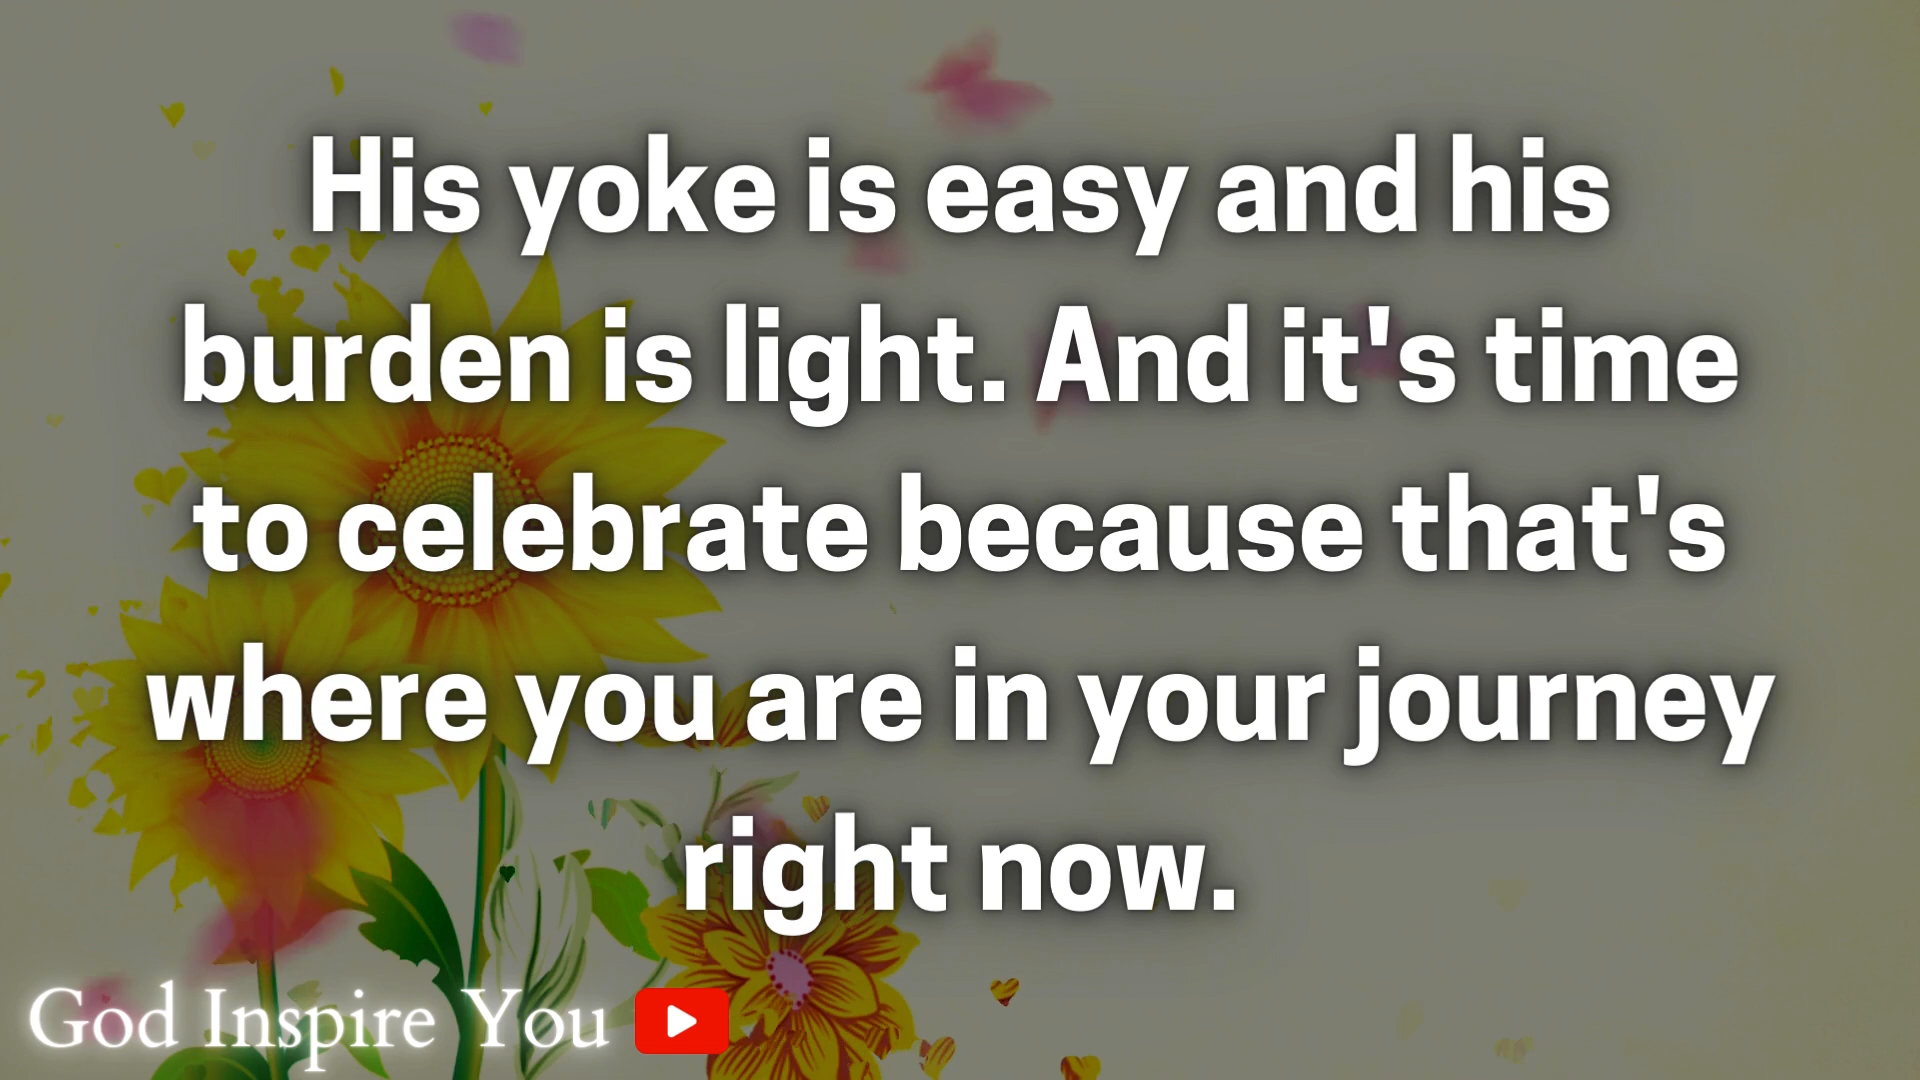 His yoke is easy and his
burden is light. And it's time
to celebrate because that's
where you are in your journey
right now.
God Inspire You